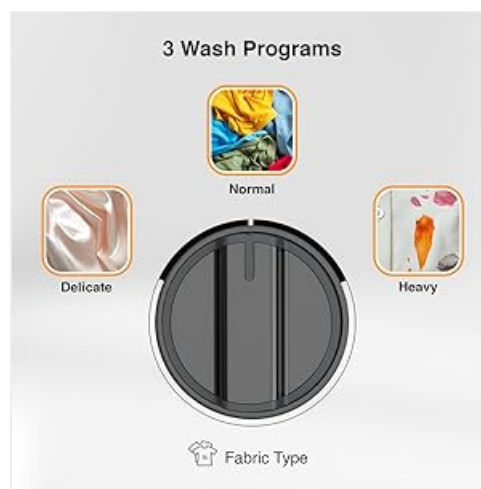 3 Wash Programs
Normal
Delicate
Heavy
Fabric Type